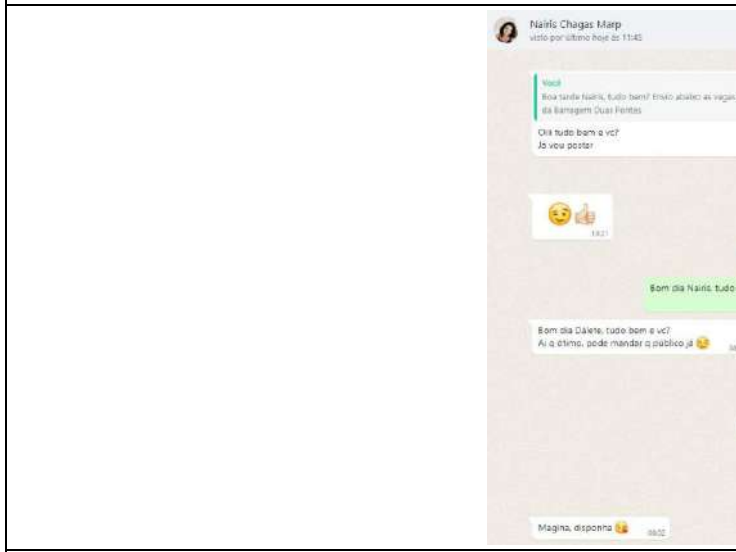 Nairis Chagas Marp
visto por último hoje às 11:45
Você
Boa tarde Nairis, tudo bem? Envio abaixo as vagas
da Barragem Duas Pontes
Oiii tudo bem e vc?
Já vou postar
Bom dia Nairis, tudo
Bom dia Dálete, tudo bem e vc?
Ai q ótimo, pode mandar q publico já
Magina, disponha